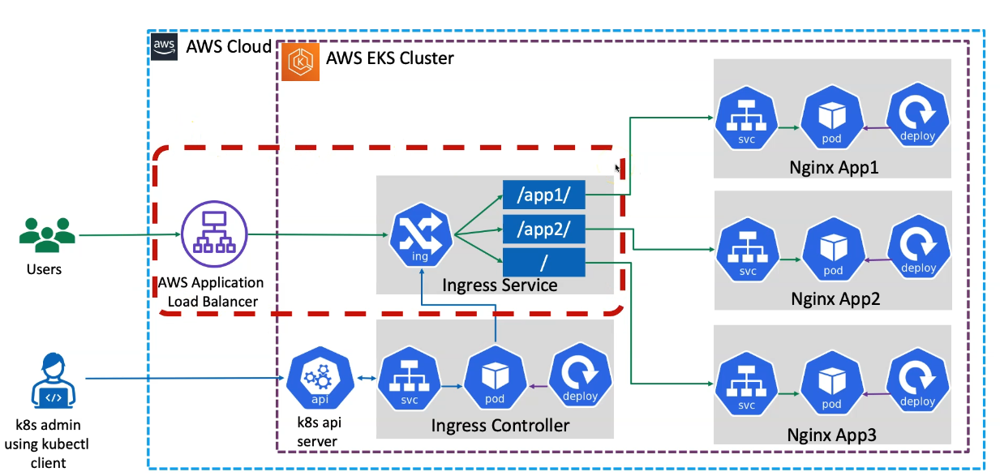 aws
AWS Cloud
AWS EKS Cluster
svc
pod
deploy
Nginx App1
/app1/
/app2/
/
ing
Ingress Service
Users
AWS Application
Load Balancer
svc
pod
deploy
Nginx App2
k8s admin
using kubectl
client
api
k8s api
server
svc
pod
deploy
Ingress Controller
svc
pod
deploy
Nginx App3